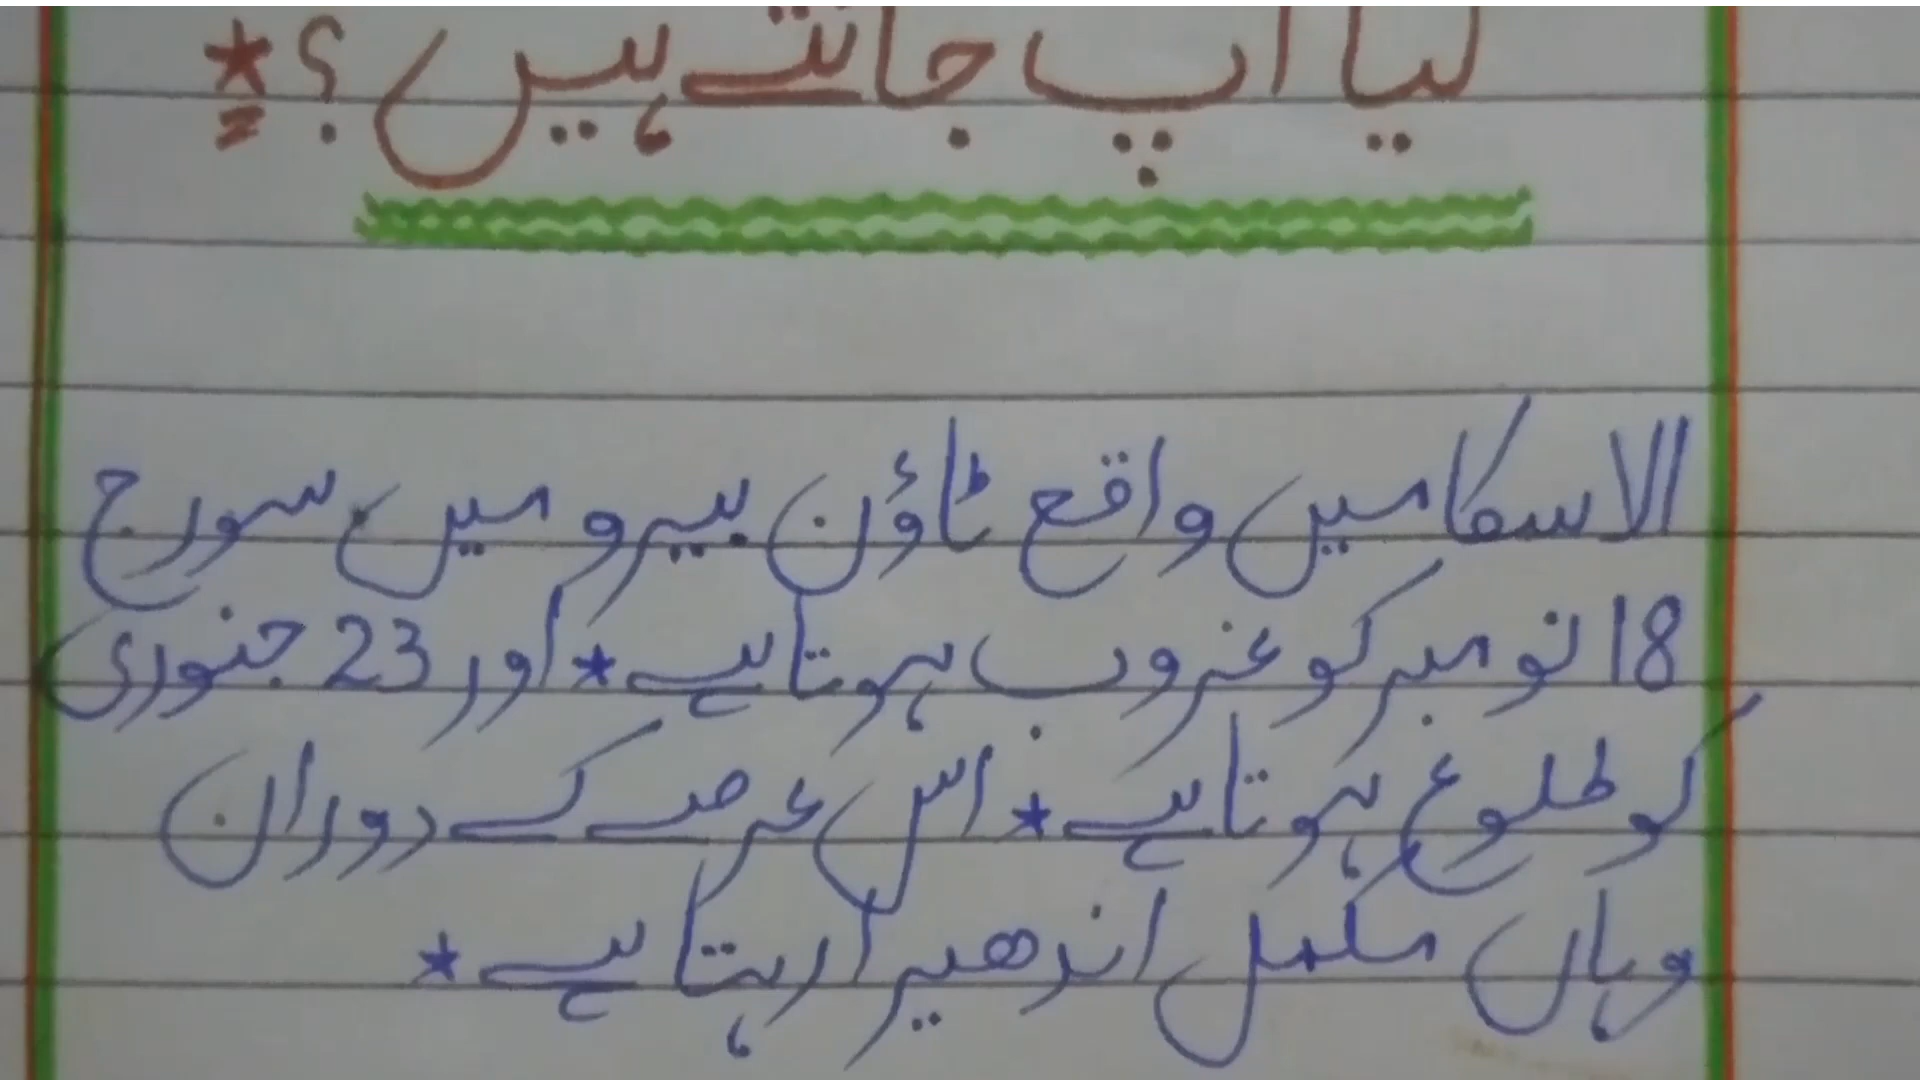 کیا آپ جانتے ہیں ؟★
الاسکا میں واقع ٹاؤن بیرو میں سورج
18 نومبر کو غروب ہوتا ہے★ اور 23 جنوری
کو طلوع ہوتا ہے★ اس عرصے کے دوران
وہاں مکمل اندھیرا رہتا ہے★